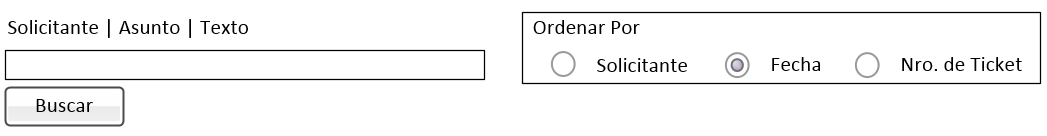 Solicitante | Asunto | Texto
Buscar
Ordenar Por
Solicitante Fecha Nro. de Ticket